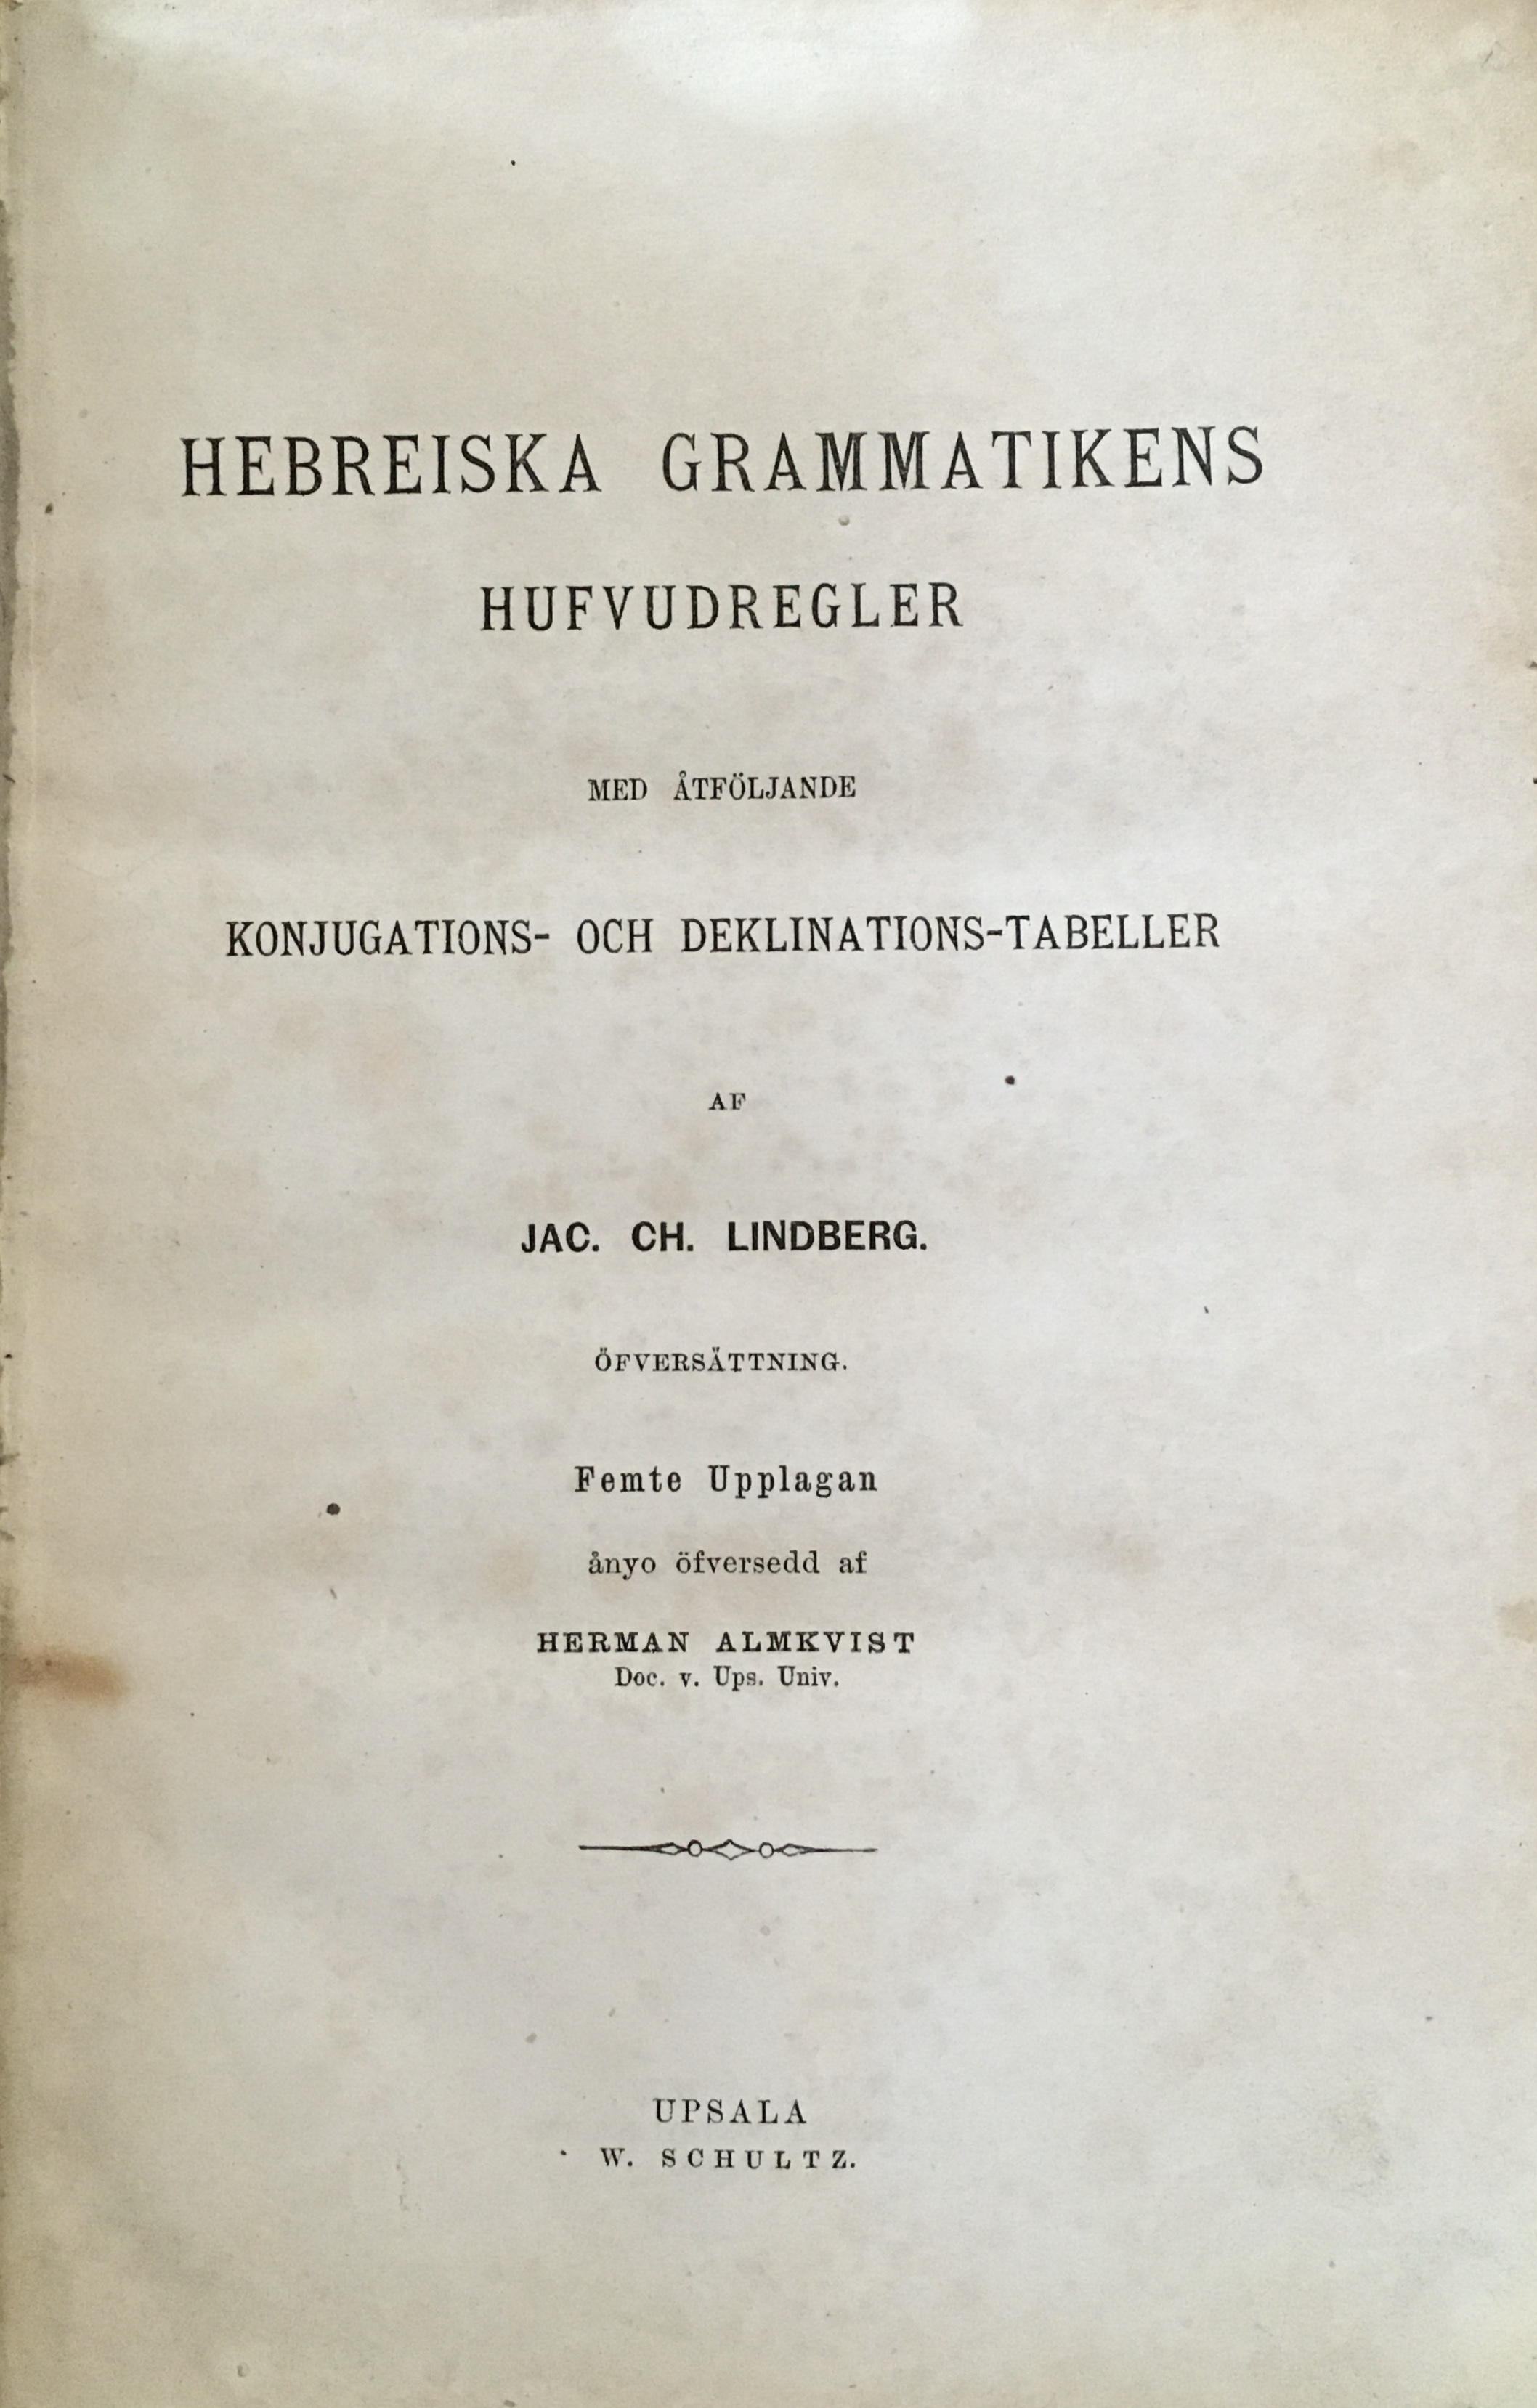 HEBREISKA GRAMMATIKENS
HUFVUDREGLER
MED ÅTFÖLJANDE
KONJUGATIONS- OCH DEKLINATIONS-TABELLER
AF
JAC. CH. LINDBERG.
ÖFVERSÄTTNING.
Femte Upplagan
ånyo öfversedd af
HERMAN ALMKVIST
Doc. v. Ups. Univ.
UPSALA
W. SCHULTZ.